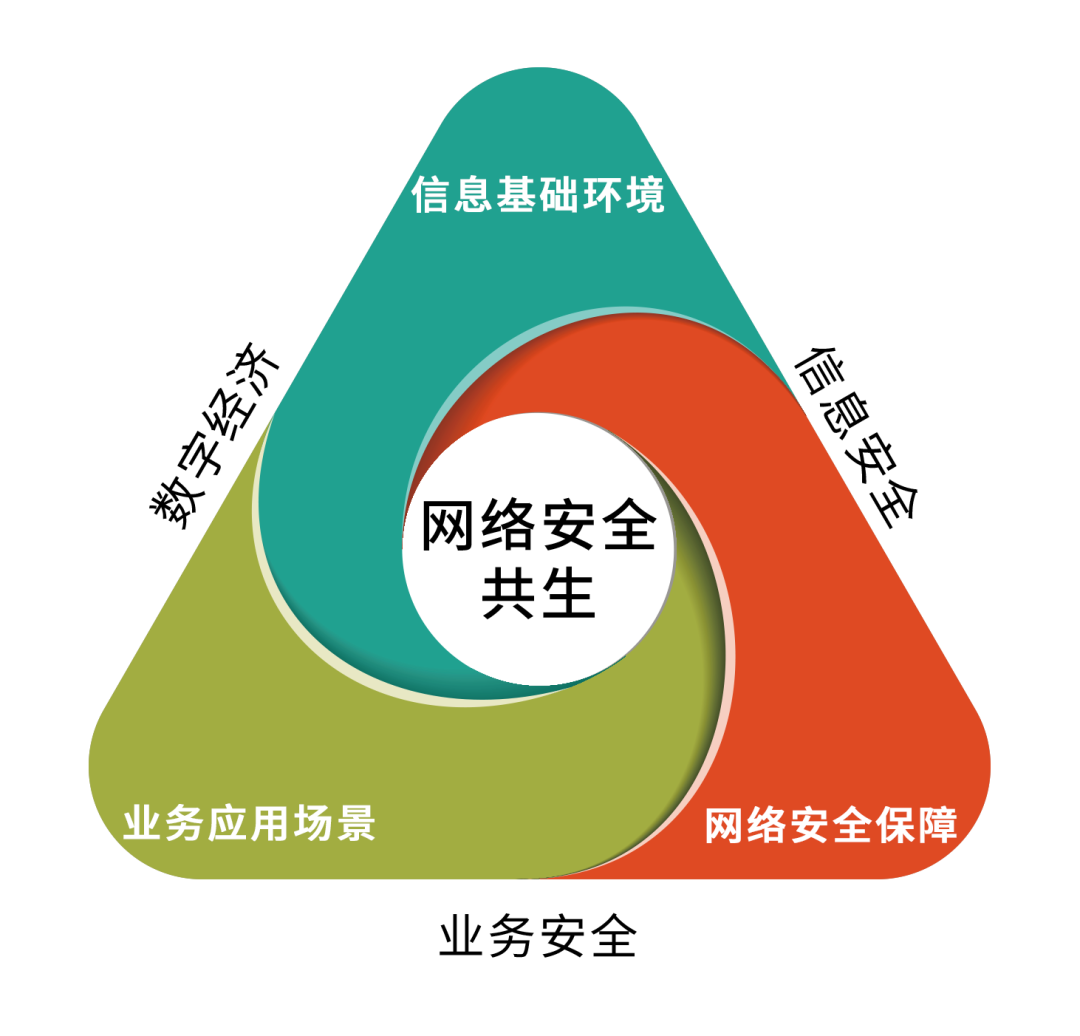 信息基础环境
数字经济
信息安全
网络安全
共生
业务应用场景
网络安全保障
业务安全